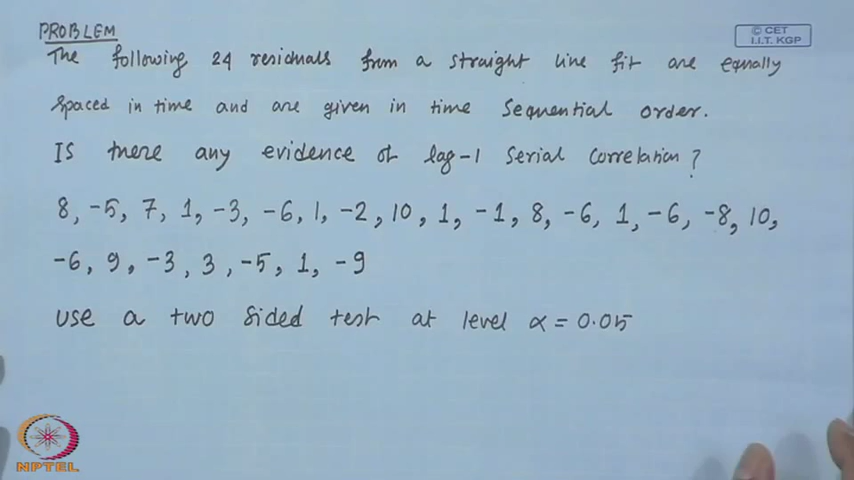 PROBLEM
© CET
I.I.T. KGP
The following 24 residuals from a straight line fit are equally
spaced in time and are given in time sequential order.
IS there any evidence of lag-1 Serial Correlation?
8, -5, 7, 1, -3, -6, 1, -2, 10, 1, -1, 8, -6, 1, -6, -8, 10,
-6, 9, -3, 3, -5, 1, -9
USE a two sided test at level α = 0.05
NPTEL